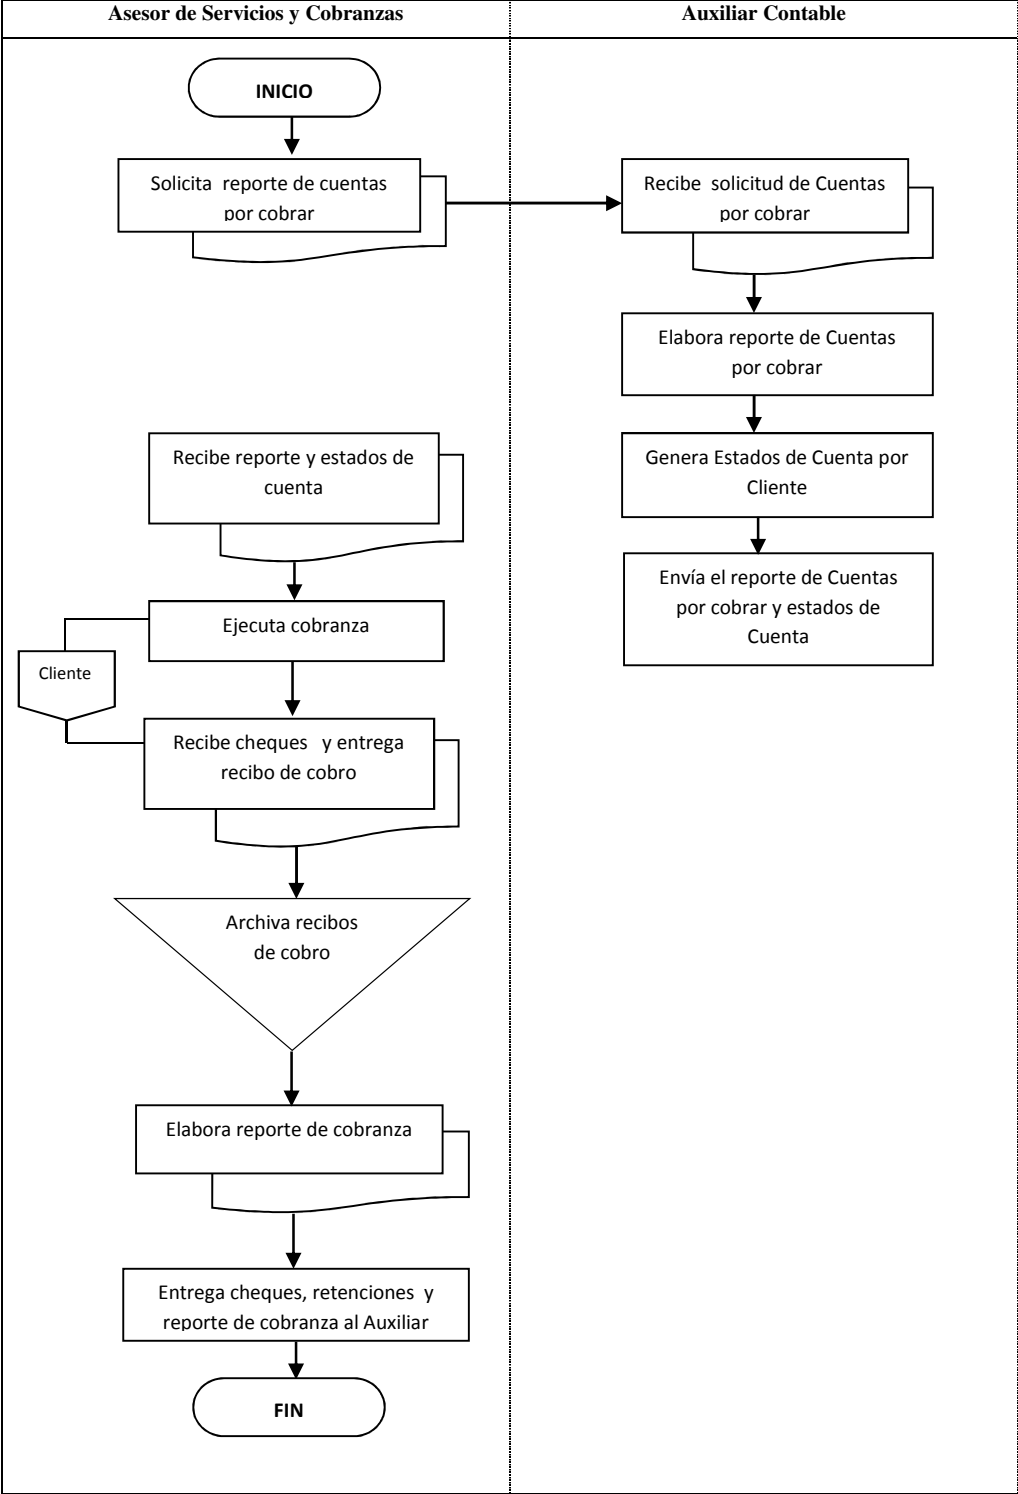 Asesor de Servicios y Cobranzas
Auxiliar Contable
INICIO
Solicita reporte de cuentas
por cobrar
Recibe solicitud de Cuentas
por cobrar
Elabora reporte de Cuentas
por cobrar
Genera Estados de Cuenta por
Cliente
Envía el reporte de Cuentas
por cobrar y estados de
Cuenta
Recibe reporte y estados de
cuenta
Ejecuta cobranza
Cliente
Recibe cheques y entrega
recibo de cobro
Archiva recibos
de cobro
Elabora reporte de cobranza
Entrega cheques, retenciones y
reporte de cobranza al Auxiliar
FIN